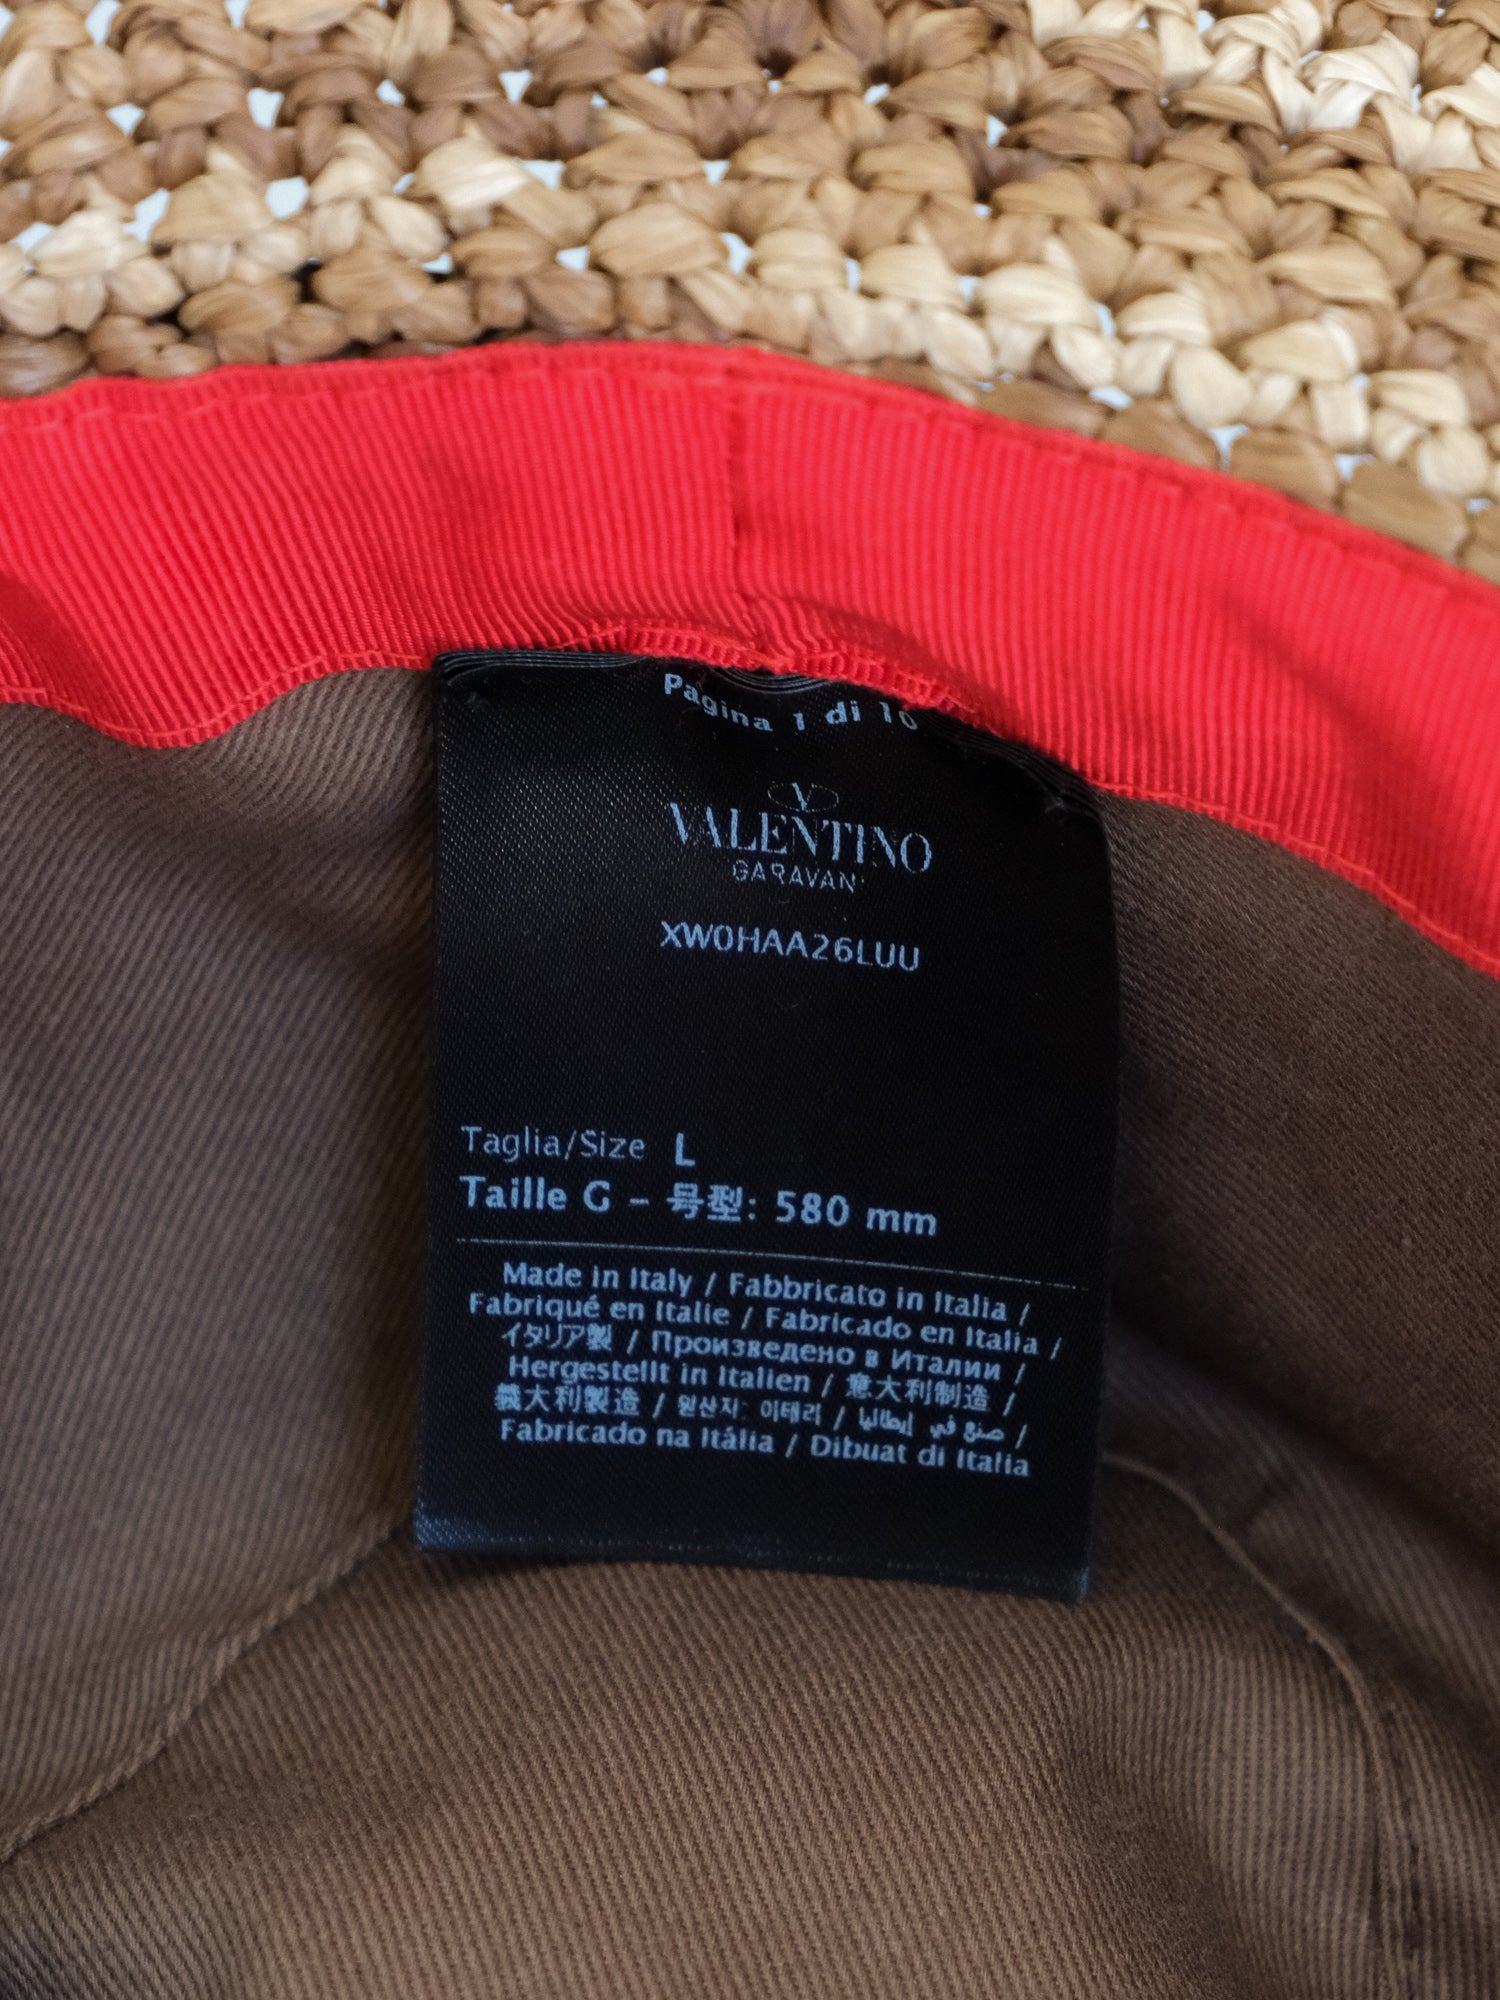 Pagina 1 di 10
V
VALENTINO
GARAVANI
XW0HAA26LUU
Taglia/Size L
Taille G – 号型: 580 mm
Made in Italy / Fabbricato in Italia /
Fabriqué en Italie / Fabricado en Italia /
イタリア製 / Произведено в Италии /
Hergestellt in Italien / 意大利制造 /
義大利製造 / 원산지: 이태리 / صنع في إيطاليا /
Fabricado na Itália / Dibuat di Italia